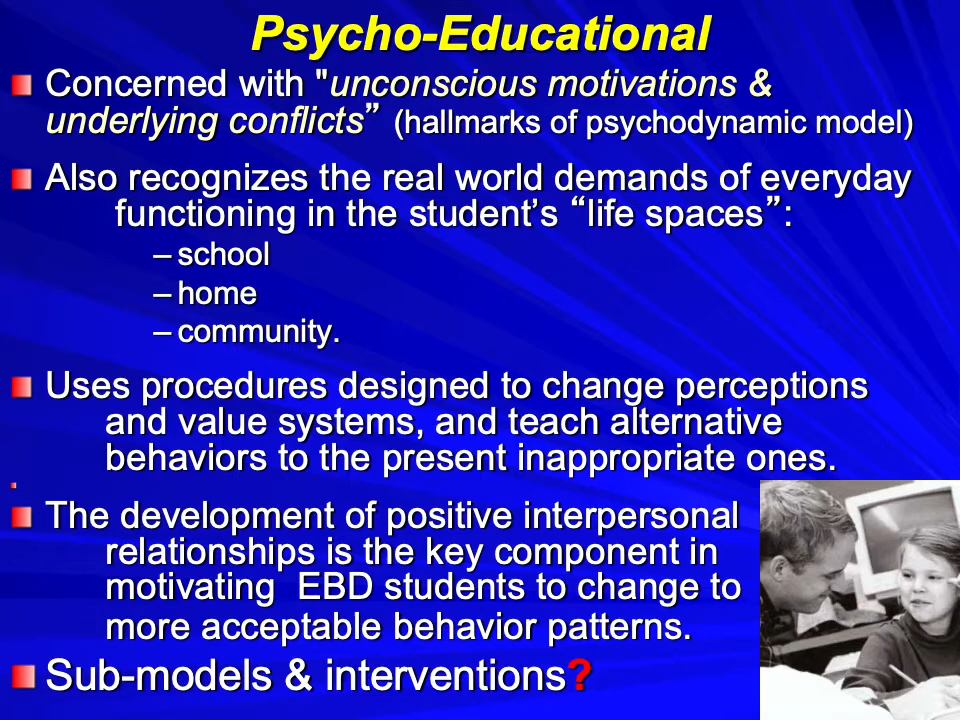 Psycho-Educational
Concerned with "unconscious motivations &
underlying conflicts” (hallmarks of psychodynamic model)
Also recognizes the real world demands of everyday
functioning in the student’s “life spaces”:
– school
– home
– community.
Uses procedures designed to change perceptions
and value systems, and teach alternative
behaviors to the present inappropriate ones.
The development of positive interpersonal
relationships is the key component in
motivating  EBD students to change to
more acceptable behavior patterns.
Sub-models & interventions?